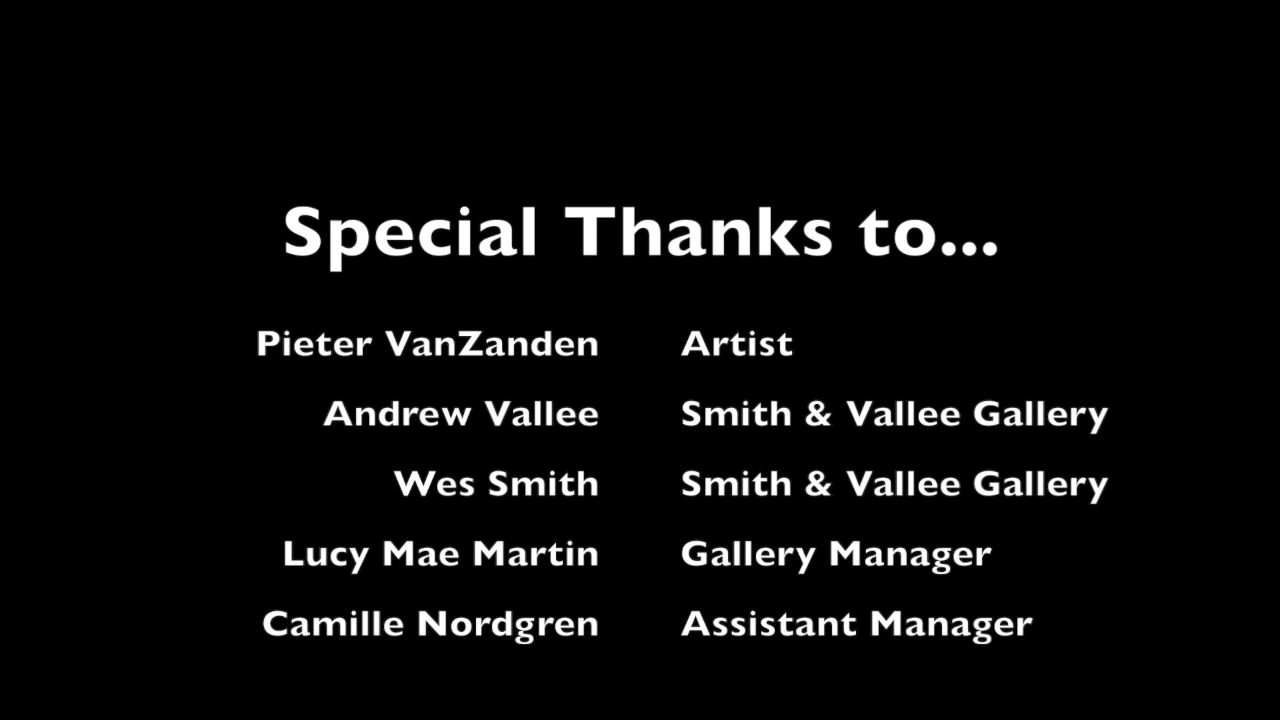 Special Thanks to...
Pieter VanZanden Artist
Andrew Vallee Smith & Vallee Gallery
Wes Smith Smith & Vallee Gallery
Lucy Mae Martin Gallery Manager
Camille Nordgren Assistant Manager